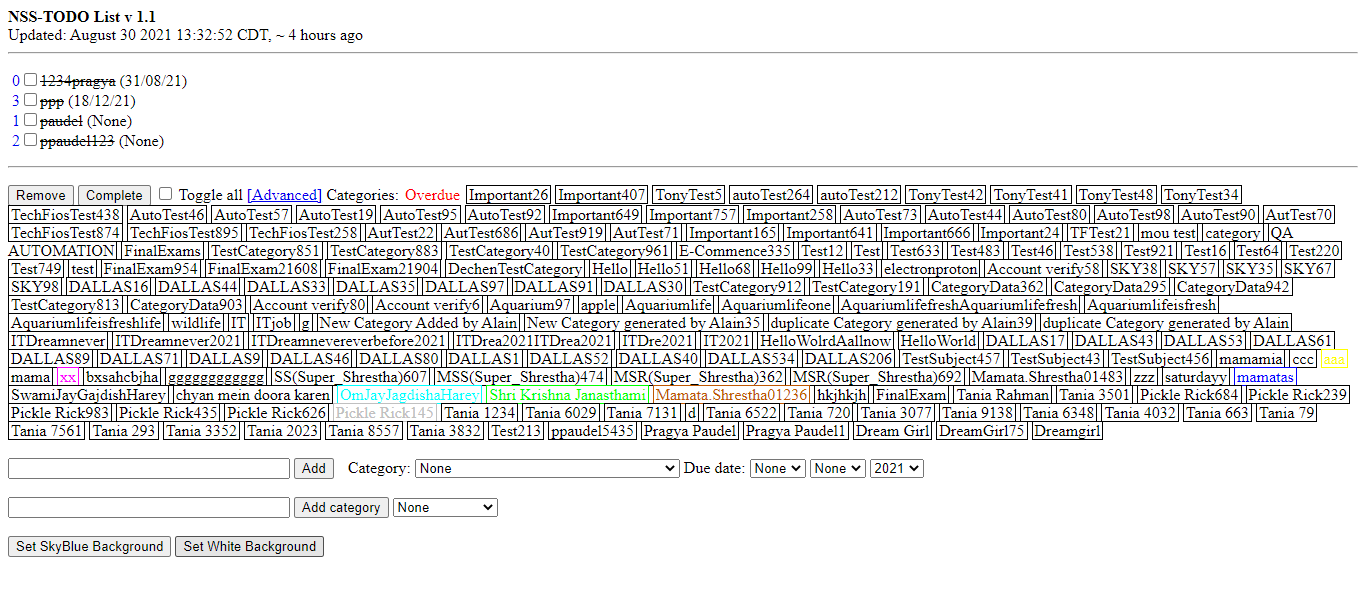 NSS-TODO List v 1.1
Updated: August 30 2021 13:32:52 CDT, ~ 4 hours ago
0 1234pragya (31/08/21)
3 ppp (18/12/21)
1 paudel (None)
2 ppaudel123 (None)
Remove Complete Toggle all [Advanced] Categories: Overdue Important26 Important407 TonyTest5 autoTest264 autoTest212 TonyTest42 TonyTest41 TonyTest48 TonyTest34
TechFiosTest438 AutoTest46 AutoTest57 AutoTest19 AutoTest95 AutoTest92 Important649 Important757 Important258 AutoTest73 AutoTest44 AutoTest80 AutoTest98 AutoTest90 AutTest70
TechFiosTest874 TechFiosTest895 TechFiosTest258 AutTest22 AutTest686 AutTest919 AutTest71 Important165 Important641 Important666 Important24 TFTest21 mou test category QA
AUTOMATION FinalExams TestCategory851 TestCategory883 TestCategory40 TestCategory961 E-Commence335 Test12 Test Test633 Test483 Test46 Test538 Test921 Test16 Test64 Test220
Test749 test FinalExam954 FinalExam21608 FinalExam21904 DechenTestCategory Hello Hello51 Hello68 Hello99 Hello33 electronproton Account verify58 SKY38 SKY57 SKY35 SKY67
SKY98 DALLAS16 DALLAS44 DALLAS33 DALLAS35 DALLAS97 DALLAS91 DALLAS30 TestCategory912 TestCategory191 CategoryData362 CategoryData295 CategoryData942
TestCategory813 CategoryData903 Account verify80 Account verify6 Aquarium97 apple Aquariumlife Aquariumlifeone AquariumlifefreshAquariumlifefresh Aquariumlifeisfresh
Aquariumlifeisfreshlife wildlife IT ITjob g New Category Added by Alain New Category generated by Alain35 duplicate Category generated by Alain39 duplicate Category generated by Alain
ITDreamnever ITDreamnever2021 ITDreamnevereverbefore2021 ITDrea2021ITDrea2021 ITDre2021 IT2021 HelloWolrdAallnow HelloWorld DALLAS17 DALLAS43 DALLAS53 DALLAS61
DALLAS89 DALLAS71 DALLAS9 DALLAS46 DALLAS80 DALLAS1 DALLAS52 DALLAS40 DALLAS534 DALLAS206 TestSubject457 TestSubject43 TestSubject456 mamamia ccc aaa
mama xx bxsahcbjha gggggggggggg SS(Super_Shrestha)607 MSS(Super_Shrestha)474 MSR(Super_Shrestha)362 MSR(Super_Shrestha)692 Mamata.Shrestha01483 zzz saturdayy mamatas
SwamiJayGajdishHarey chyan mein doora karen OmJayJagdishaHarey Shri Krishna Janasthami Mamata.Shrestha01236 hkjhkjh FinalExam Tania Rahman Tania 3501 Pickle Rick684 Pickle Rick239
Pickle Rick983 Pickle Rick435 Pickle Rick626 Pickle Rick145 Tania 1234 Tania 6029 Tania 7131 d Tania 6522 Tania 720 Tania 3077 Tania 9138 Tania 6348 Tania 4032 Tania 663 Tania 79
Tania 7561 Tania 293 Tania 3352 Tania 2023 Tania 8557 Tania 3832 Test213 ppaudel5435 Pragya Paudel Pragya Paudel1 Dream Girl DreamGirl75 Dreamgirl
Add Category: None Due date: None None 2021
Add category None
Set SkyBlue Background Set White Background